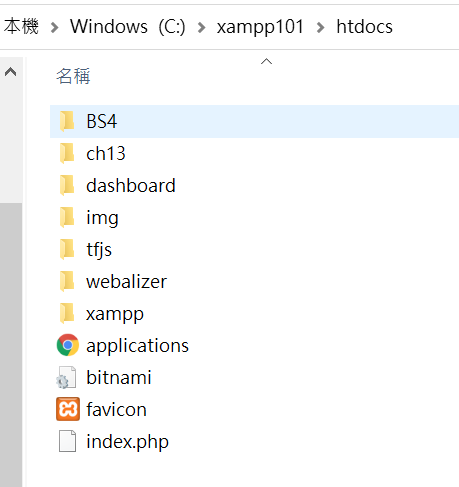 本機 > Windows (C:) > xampp101 > htdocs
名稱
BS4
ch13
dashboard
img
tfjs
webalizer
xampp
applications
bitnami
favicon
index.php